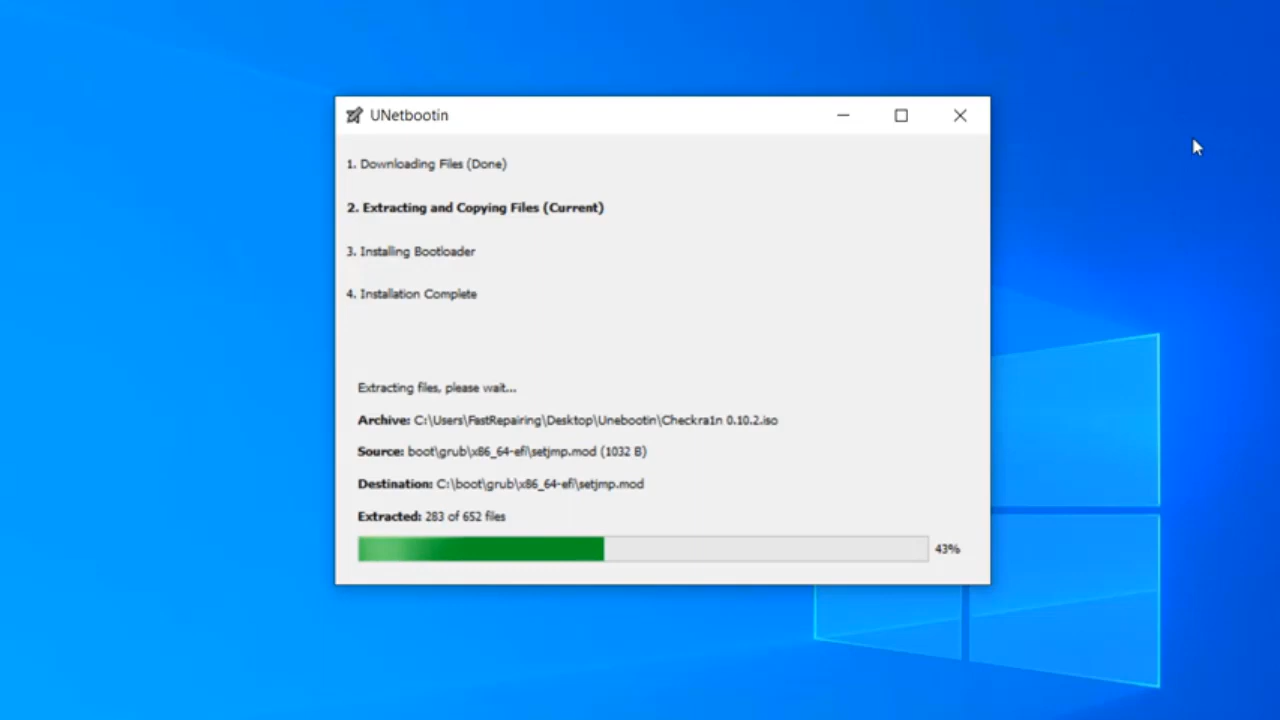 UNetbootin
1. Downloading Files (Done)
2. Extracting and Copying Files (Current)
3. Installing Bootloader
4. Installation Complete
Extracting files, please wait...
Archive: C:\Users\FastRepairing\Desktop\Unebootin\Checkra1n 0.10.2.iso
Source: boot\grub\x86_64-efi\setjmp.mod (1032 B)
Destination: C:\boot\grub\x86_64-efi\setjmp.mod
Extracted: 283 of 652 files
43%